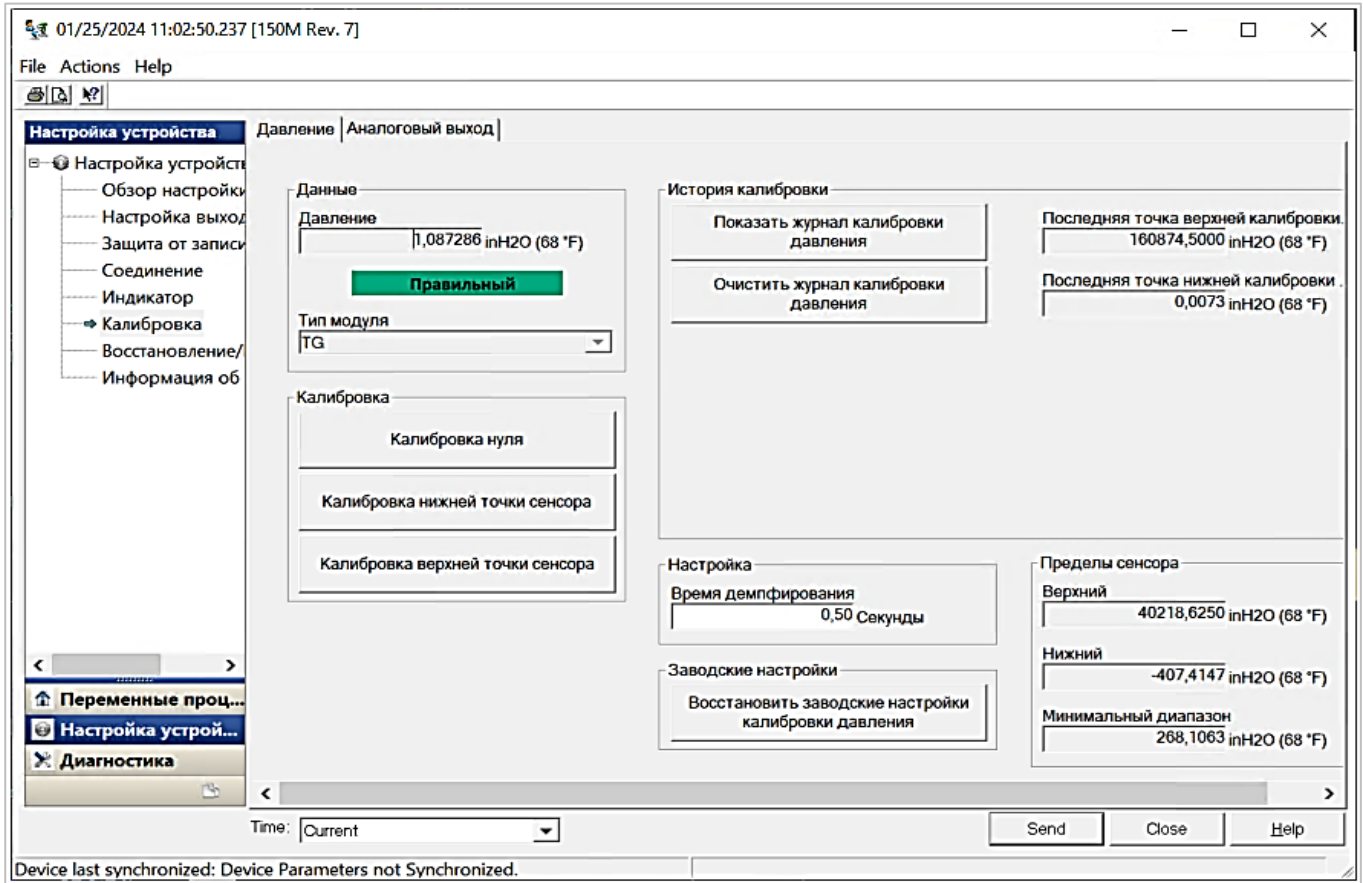 01/25/2024 11:02:50.237 [150M Rev. 7]
File Actions Help
Настройка устройства
Настройка устройств
Обзор настройки
Настройка выход
Защита от записи
Соединение
Индикатор
Калибровка
Восстановление/
Информация об
Переменные проц...
Настройка устрой...
Диагностика
Давление
Аналоговый выход
Данные
Давление
1,087286 inH2O (68 °F)
Правильный
Тип модуля
TG
Калибровка
Калибровка нуля
Калибровка нижней точки сенсора
Калибровка верхней точки сенсора
История калибровки
Показать журнал калибровки
давления
Очистить журнал калибровки
давления
Последняя точка верхней калибровки.
160874,5000 inH2O (68 °F)
Последняя точка нижней калибровки .
0,0073 inH2O (68 °F)
Настройка
Время демпфирования
0,50 Секунды
Заводские настройки
Восстановить заводские настройки
калибровки давления
Пределы сенсора
Верхний
40218,6250 inH2O (68 °F)
Нижний
-407,4147 inH2O (68 °F)
Минимальный диапазон
268,1063 inH2O (68 °F)
Time: Current
Send Close Help
Device last synchronized: Device Parameters not Synchronized.